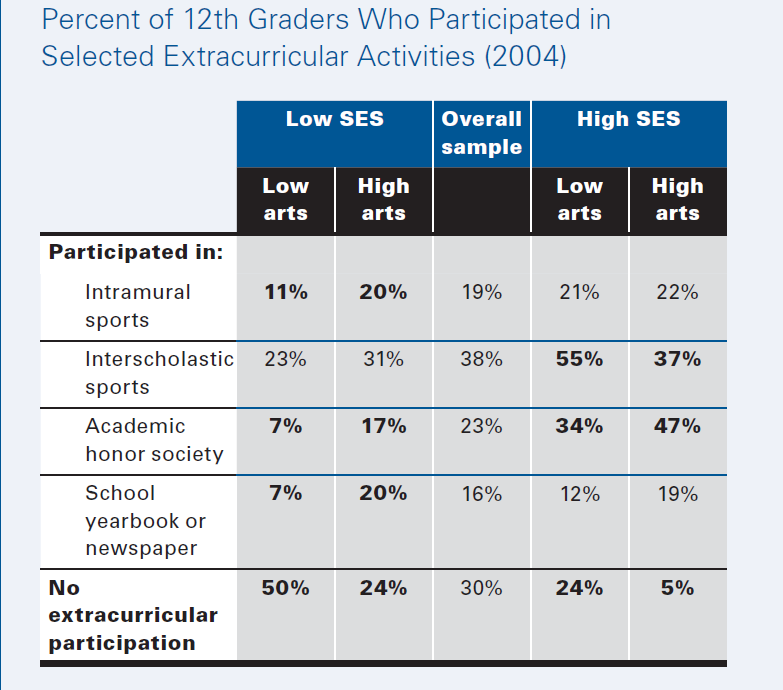 Percent of 12th Graders Who Participated in
Selected Extracurricular Activities (2004)
Low SES Overall sample High SES
Low arts High arts Low arts High arts
Participated in:
Intramural sports 11% 20% 19% 21% 22%
Interscholastic sports 23% 31% 38% 55% 37%
Academic honor society 7% 17% 23% 34% 47%
School yearbook or newspaper 7% 20% 16% 12% 19%
No extracurricular participation 50% 24% 30% 24% 5%